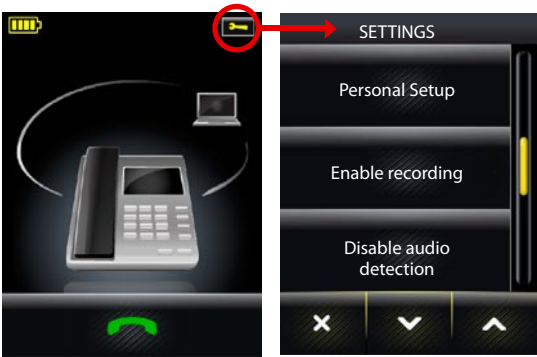 SETTINGS
Personal Setup
Enable recording
Disable audio
detection